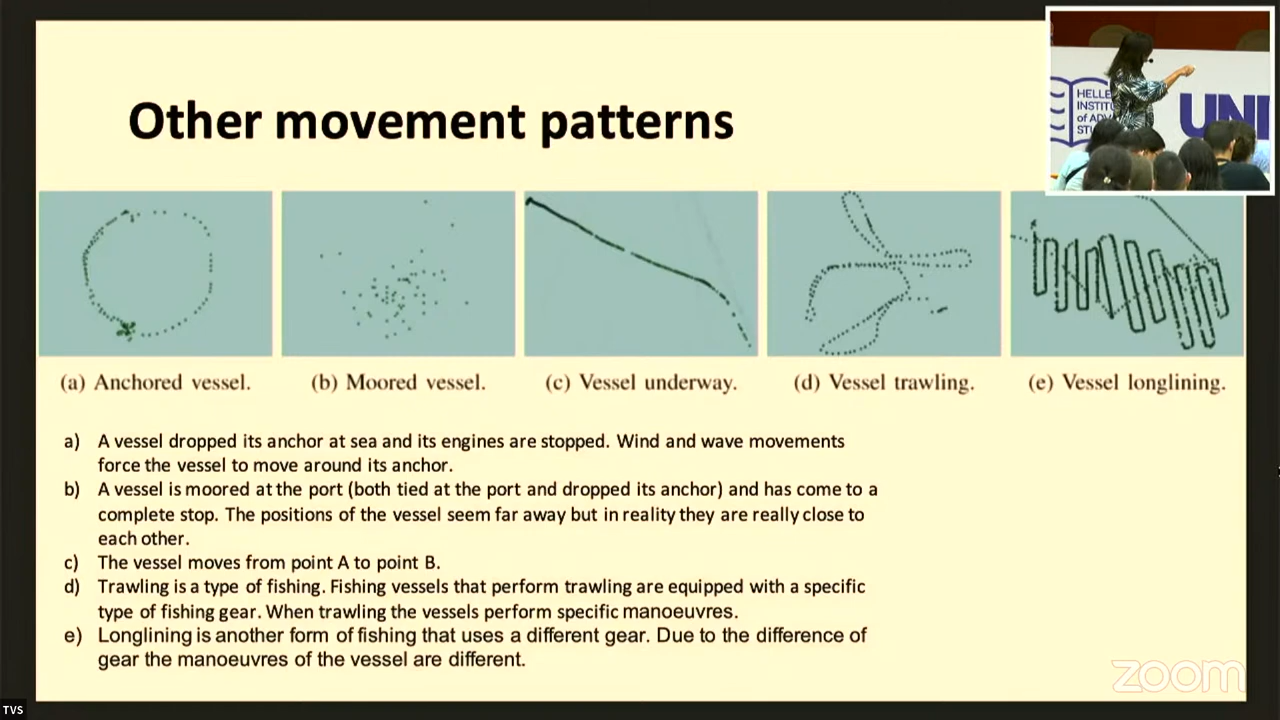 Other movement patterns
HELLE
INSTIT
of ADV
STU
UNI
(a) Anchored vessel.
(b) Moored vessel.
(c) Vessel underway.
(d) Vessel trawling.
(e) Vessel longlining.
a) A vessel dropped its anchor at sea and its engines are stopped. Wind and wave movements
force the vessel to move around its anchor.
b) A vessel is moored at the port (both tied at the port and dropped its anchor) and has come to a
complete stop. The positions of the vessel seem far away but in reality they are really close to
each other.
c) The vessel moves from point A to point B.
d) Trawling is a type of fishing. Fishing vessels that perform trawling are equipped with a specific
type of fishing gear. When trawling the vessels perform specific manoeuvres.
e) Longlining is another form of fishing that uses a different gear. Due to the difference of
gear the manoeuvres of the vessel are different.
zoom
TVS